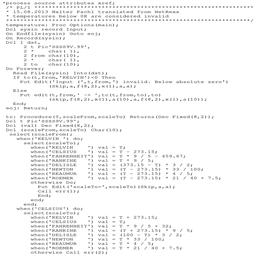 *process source attributes xref;
/* PL/I **************************************************************
* 15.08.2013 Walter Pachl translated from NetRexx
* temperatures below 0K are considered invalid
*********************************************************************/
temperature: Proc Options(main);
Dcl sysin record Input;
On Endfile(sysin) Goto eoj;
On Record(sysin);
Dcl 1 dat,
2 t Pic'SSSS9V.99',
2 * char( 1),
2 from char(10),
2 * char( 1),
2 to char(10);
Do Forever;
Read File(sysin) Into(dat);
If tc(t,from,'KELVIN')<0 Then
Put Edit('Input (',t,from,') invalid. Below absolute zero')
(Skip,a,f(8,2),x(1),a,a);
Else
Put edit(t,from,' -> ',tc(t,from,to),to)
(skip,f(8,2),x(1),a(10),a,f(8,2),x(1),a(10));
End;
eoj: Return;

tc: Procedure(T,scaleFrom,scaleTo) Returns(Dec Fixed(8,2));
Dcl t Pic'SSSS9V.99';
Dcl (val) Dec Fixed(8,2);
Dcl (scaleFrom,scaleTo) Char(10);
select(scaleFrom);
when('KELVIN ') do;
select(scaleTo);
when('KELVIN ') val = T;
when('CELSIUS ') val = T - 273.15;
when('FAHRENHEIT') val = T * 9 / 5 - 459.67;
when('RANKINE ') val = T * 9 / 5;
when('DELISLE ') val = (373.15 - T) * 3 / 2;
when('NEWTON ') val = (T - 273.15) * 33 / 100;
when('REAUMUR ') val = (T - 273.15) * 4 / 5;
when('ROEMER ') val = (T - 273.15) * 21 / 40 + 7.5;
otherwise Do;
Put Edit('scaleTo=',scaleTo)(Skip,a,a);
Call err(1);
End;
end;
end;
when('CELSIUS') do;
select(scaleTo);
when('KELVIN ') val = T + 273.15;
when('CELSIUS ') val = T;
when('FAHRENHEIT') val = T * 9 / 5 + 32;
when('RANKINE ') val = (T + 273.15) * 9 / 5;
when('DELISLE ') val = (100 - T) * 3 / 2;
when('NEWTON ') val = T * 33 / 100;
when('REAUMUR ') val = T * 4 / 5;
when('ROEMER ') val = T * 21 / 40 + 7.5;
otherwise Call err(2);